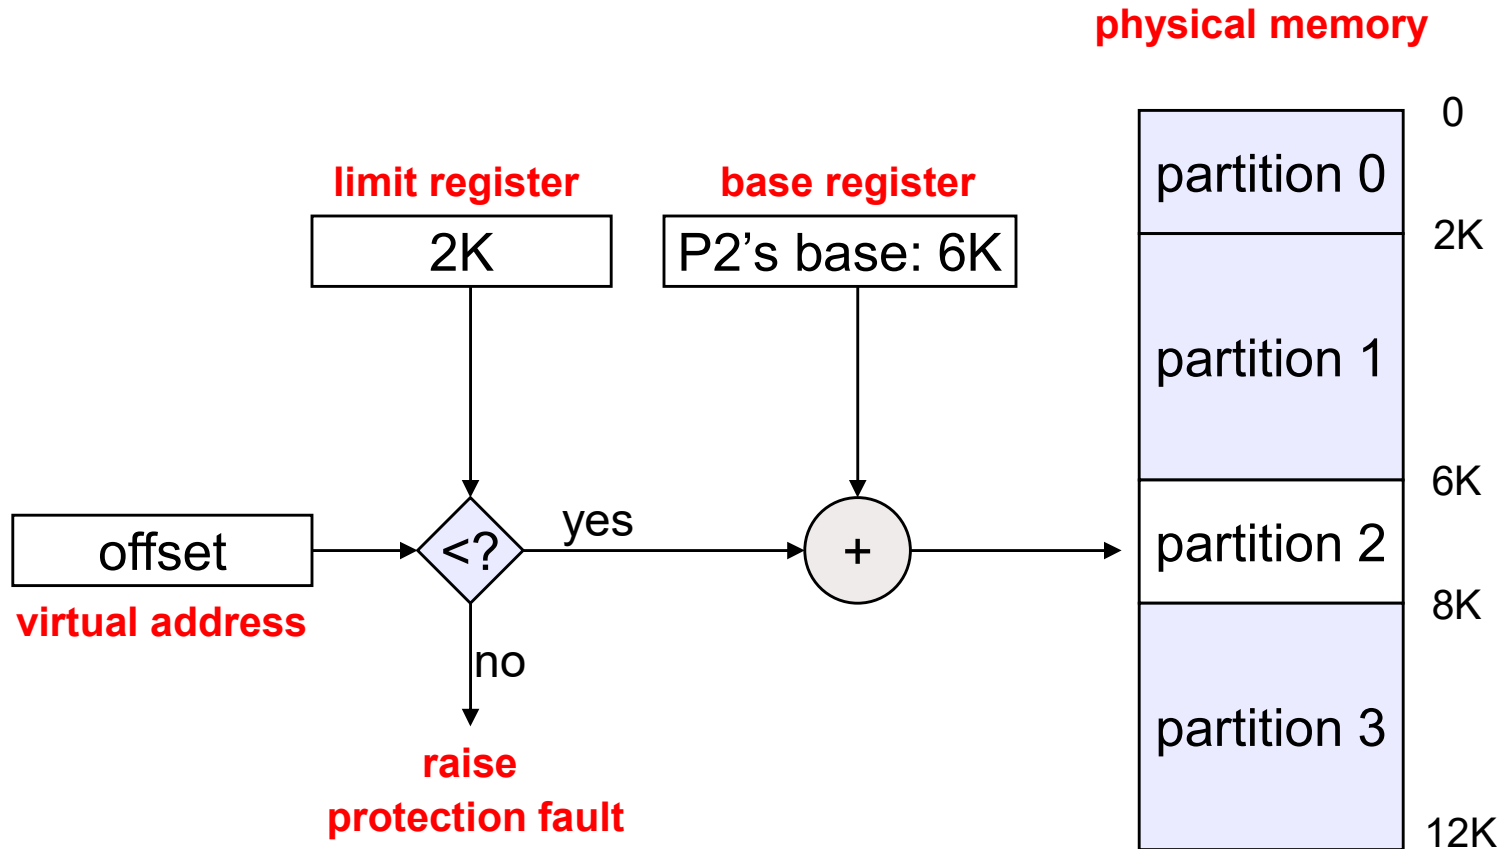 physical memory
0
limit register
base register
partition 0
2K
P2’s base: 6K
2K
partition 1
6K
yes
offset
<?
+
partition 2
virtual address
8K
no
partition 3
raise
protection fault
12K